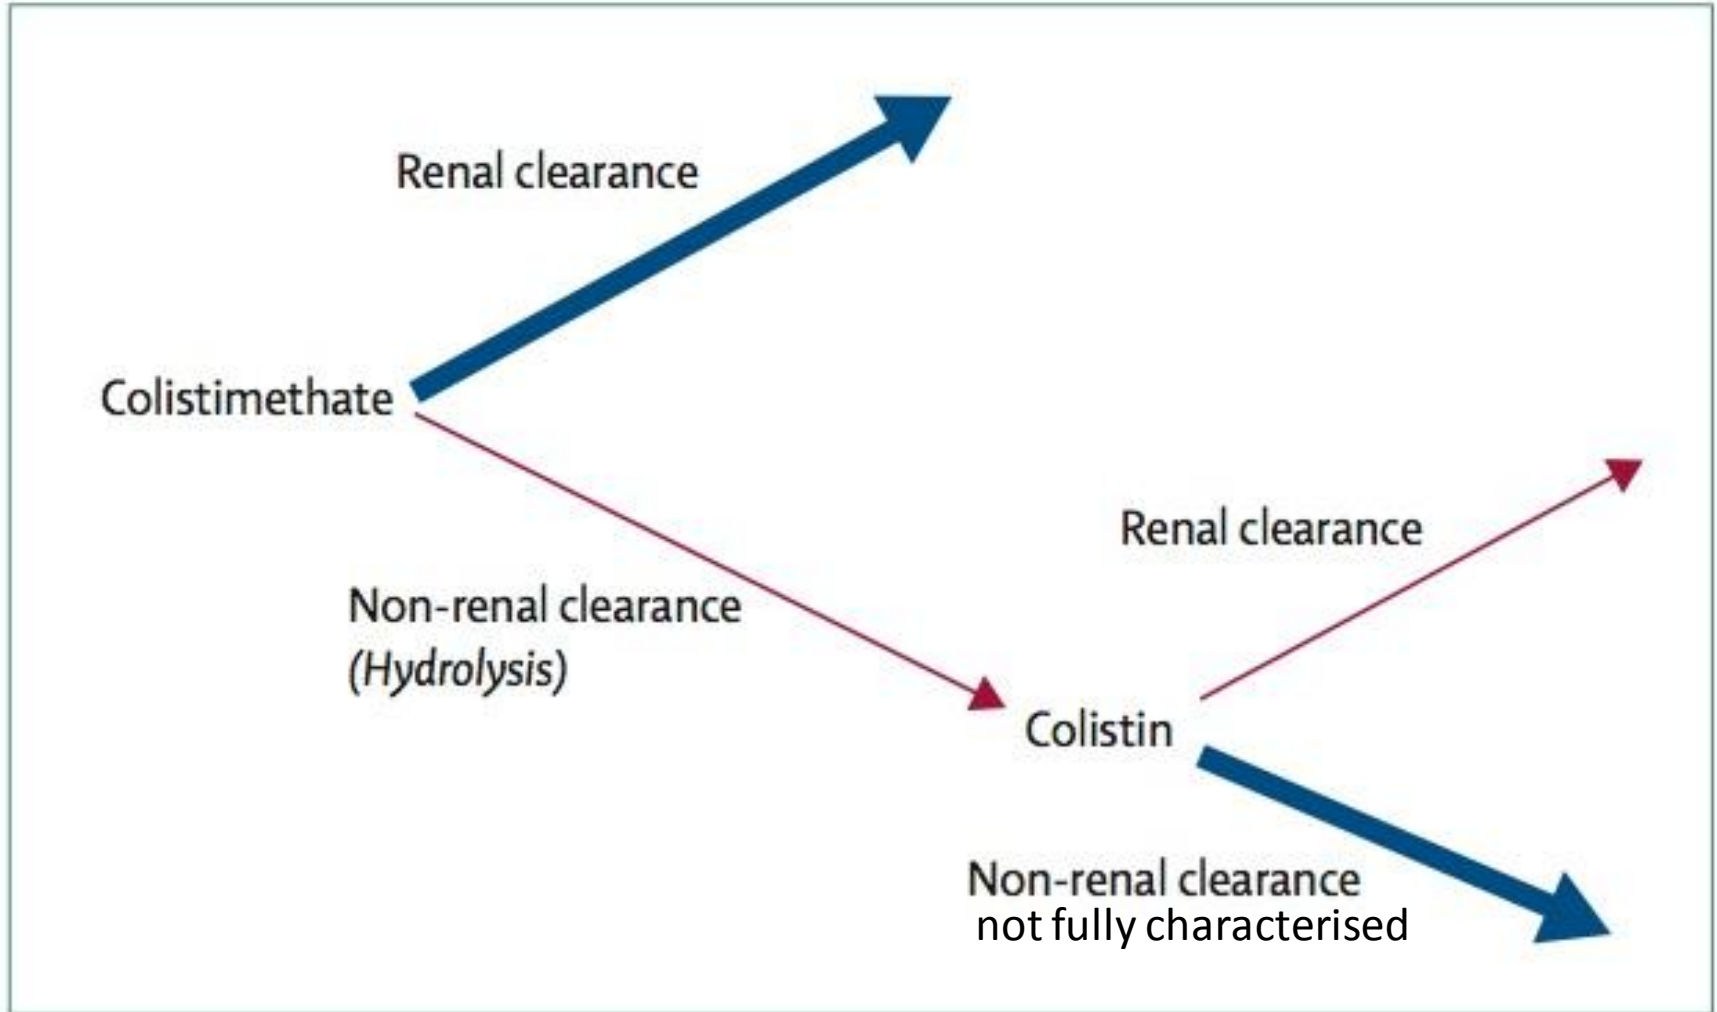 Renal clearance
Colistimethate
Renal clearance
Non-renal clearance
(Hydrolysis)
Colistin
Non-renal clearance
not fully characterised